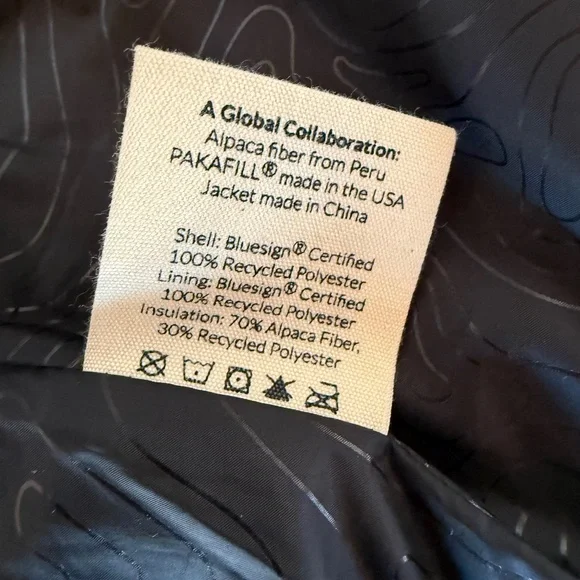 A Global Collaboration:
Alpaca fiber from Peru
PAKAFILL® made in the USA
Jacket made in China
Shell: Bluesign® Certified
100% Recycled Polyester
Lining: Bluesign® Certified
100% Recycled Polyester
Insulation: 70% Alpaca Fiber,
30% Recycled Polyester